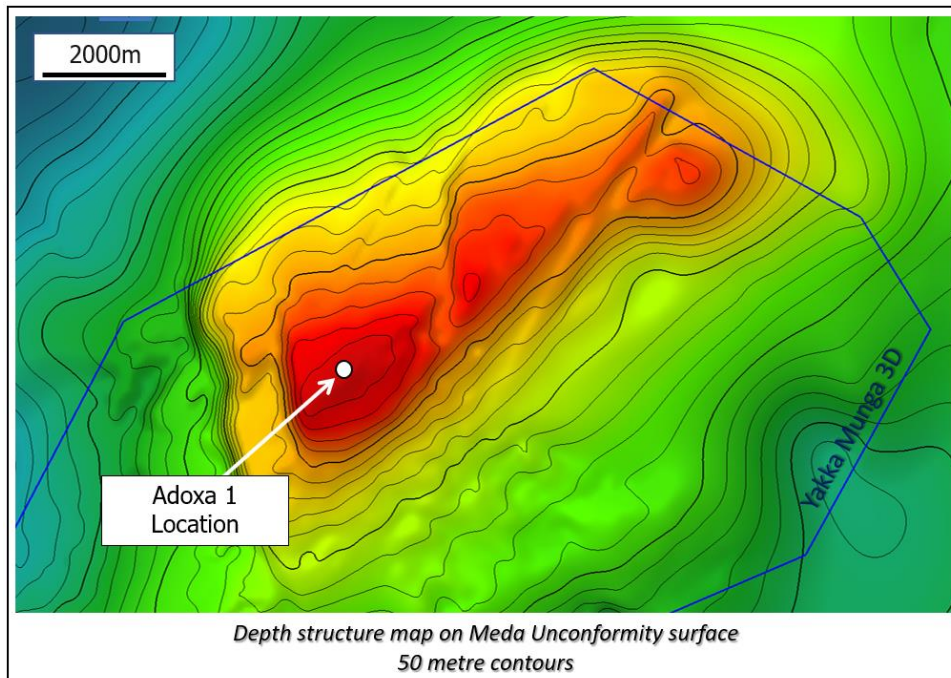 2000m
Yakka Munga 3D
Adoxa 1
Location
Depth structure map on Meda Unconformity surface
50 metre contours